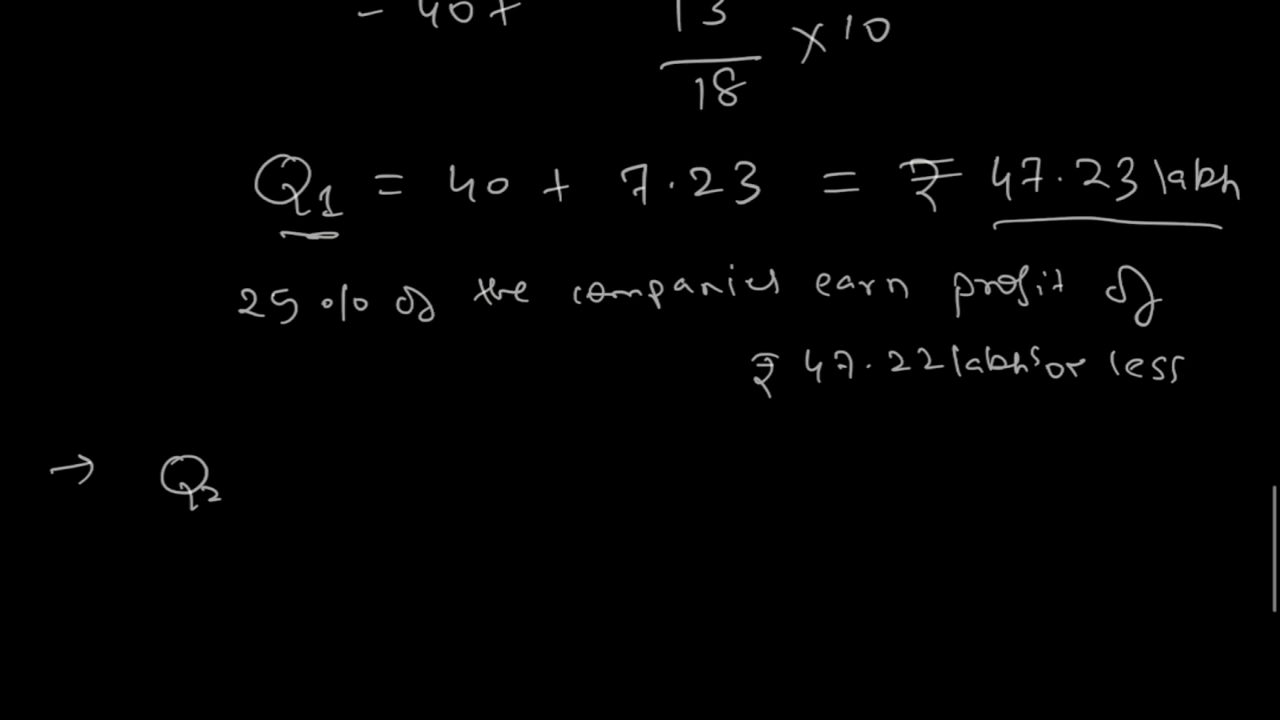 = 40+ 13/18 ×10
Q1 = 40 + 7.23 = ₹ 47.23 lakh
25 % of the companies earn profit of
₹ 47.22 lakhs or less
→ Q2